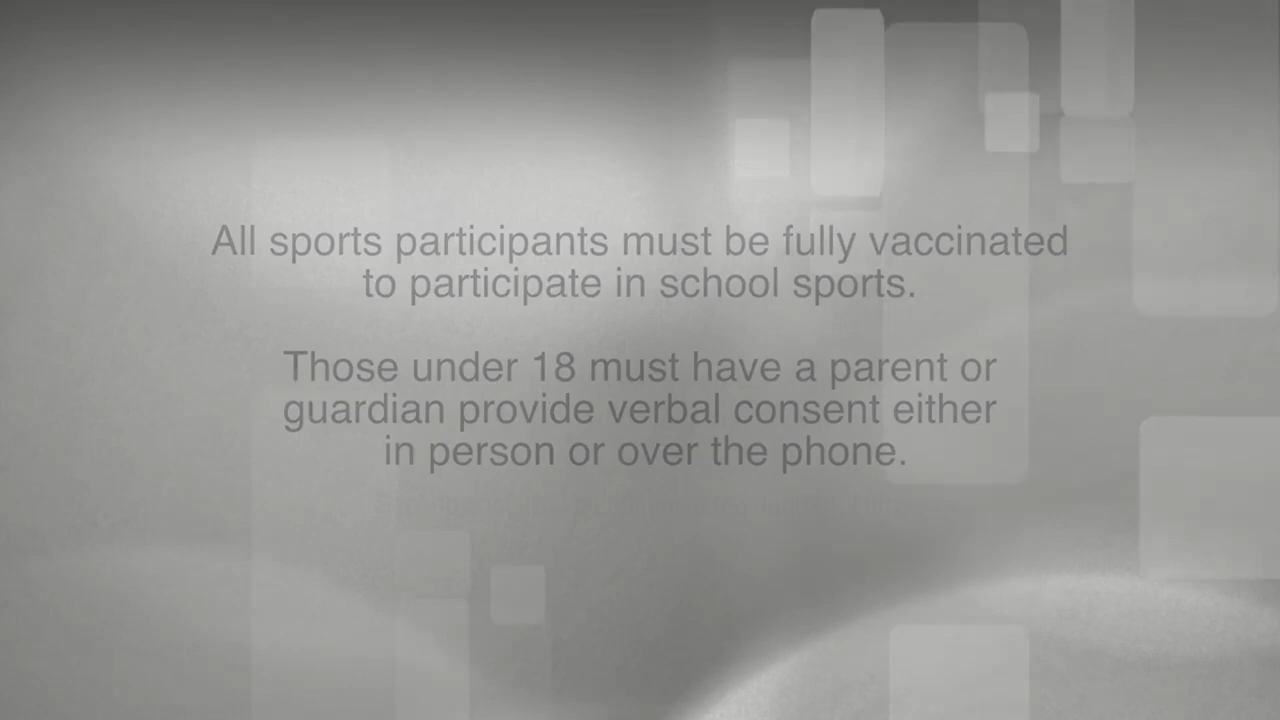 All sports participants must be fully vaccinated
to participate in school sports.
Those under 18 must have a parent or
guardian provide verbal consent either
in person or over the phone.